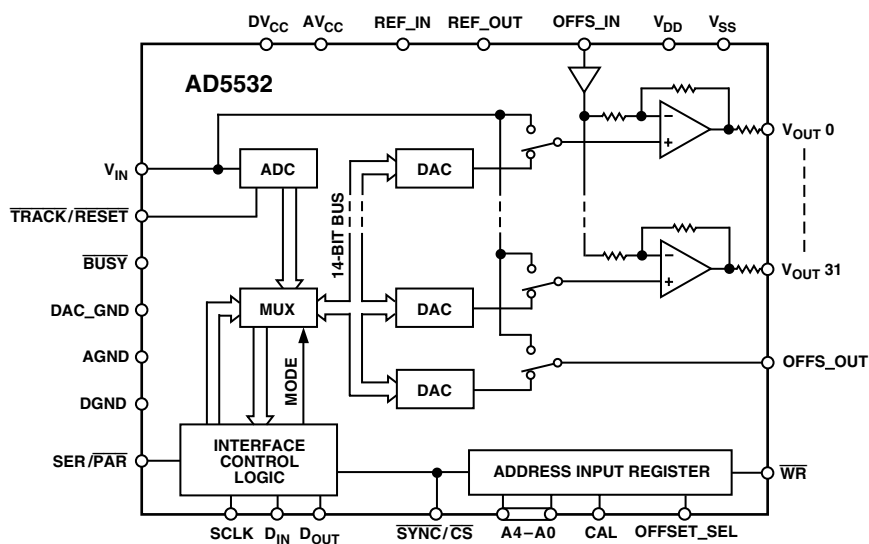 DVCC AVCC REF_IN REF_OUT OFFS_IN VDD VSS
AD5532
VOUT 0
VIN
ADC
DAC
TRACK/RESET
14-BIT BUS
BUSY
VOUT 31
DAC_GND
MUX
DAC
AGND
MODE
OFFS_OUT
DAC
DGND
SER/PAR
INTERFACE
CONTROL
LOGIC
ADDRESS INPUT REGISTER
WR
SCLK DIN DOUT SYNC/CS A4–A0 CAL OFFSET_SEL